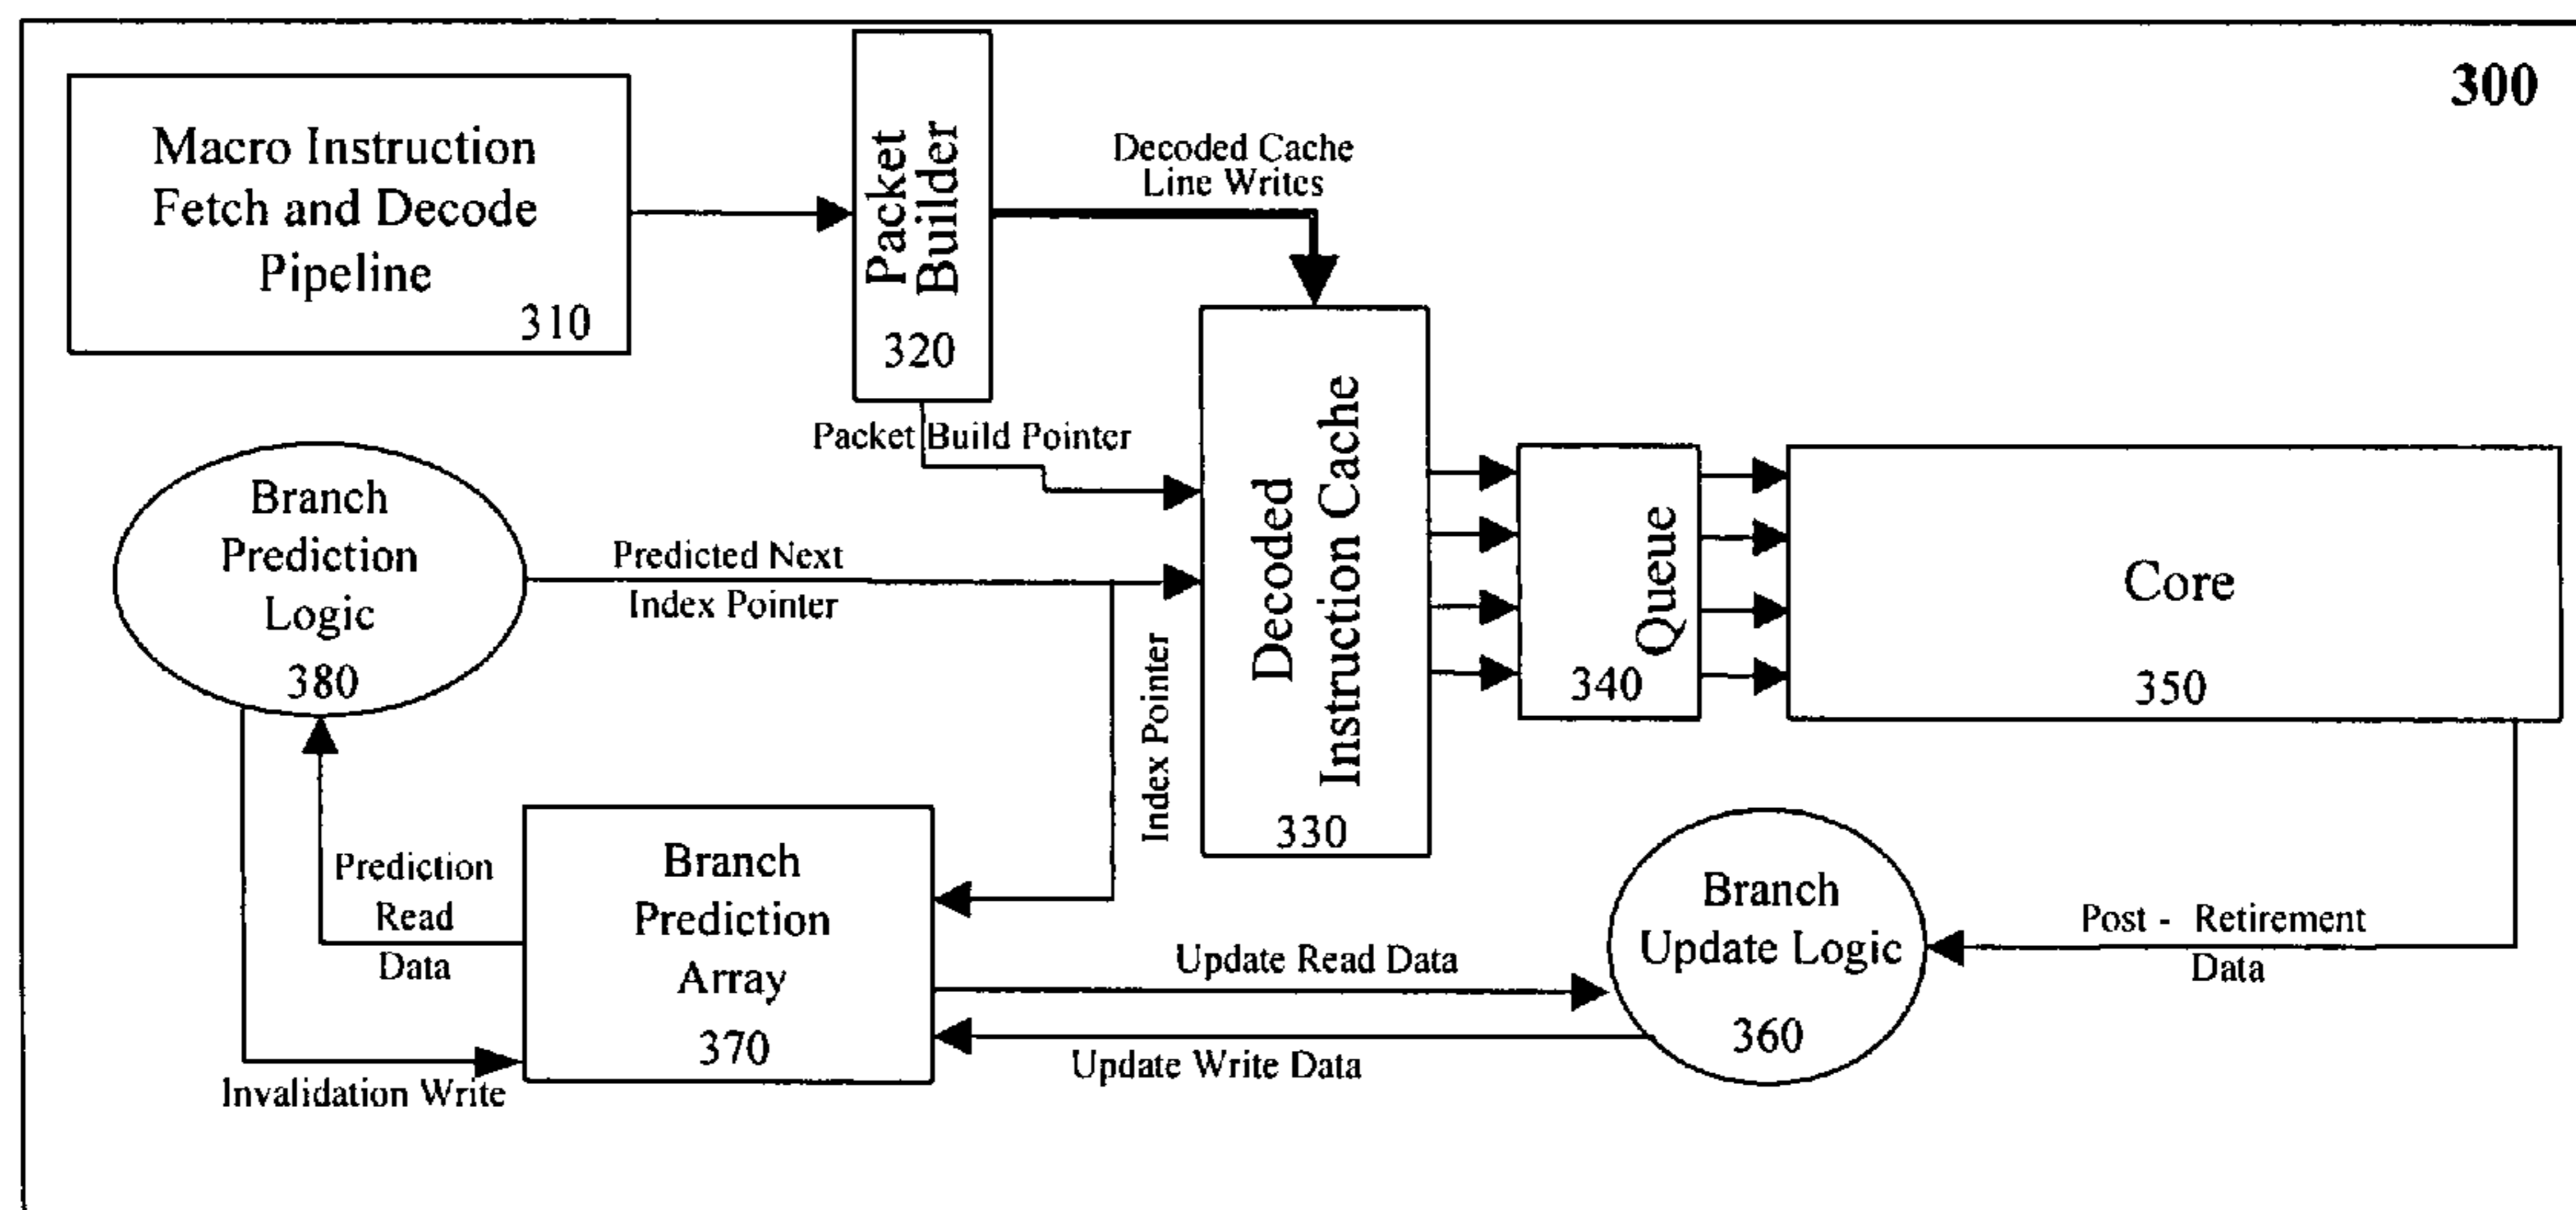 300
Macro Instruction
Fetch and Decode
Pipeline
310
Packet
Builder
320
Decoded Cache
Line Writes
Packet Build Pointer
Decoded
Instruction Cache
330
Queue
340
Core
350
Branch
Prediction
Logic
380
Predicted Next
Index Pointer
Index Pointer
Prediction
Read
Data
Branch
Prediction
Array
370
Invalidation Write
Update Read Data
Update Write Data
Branch
Update Logic
360
Post - Retirement
Data